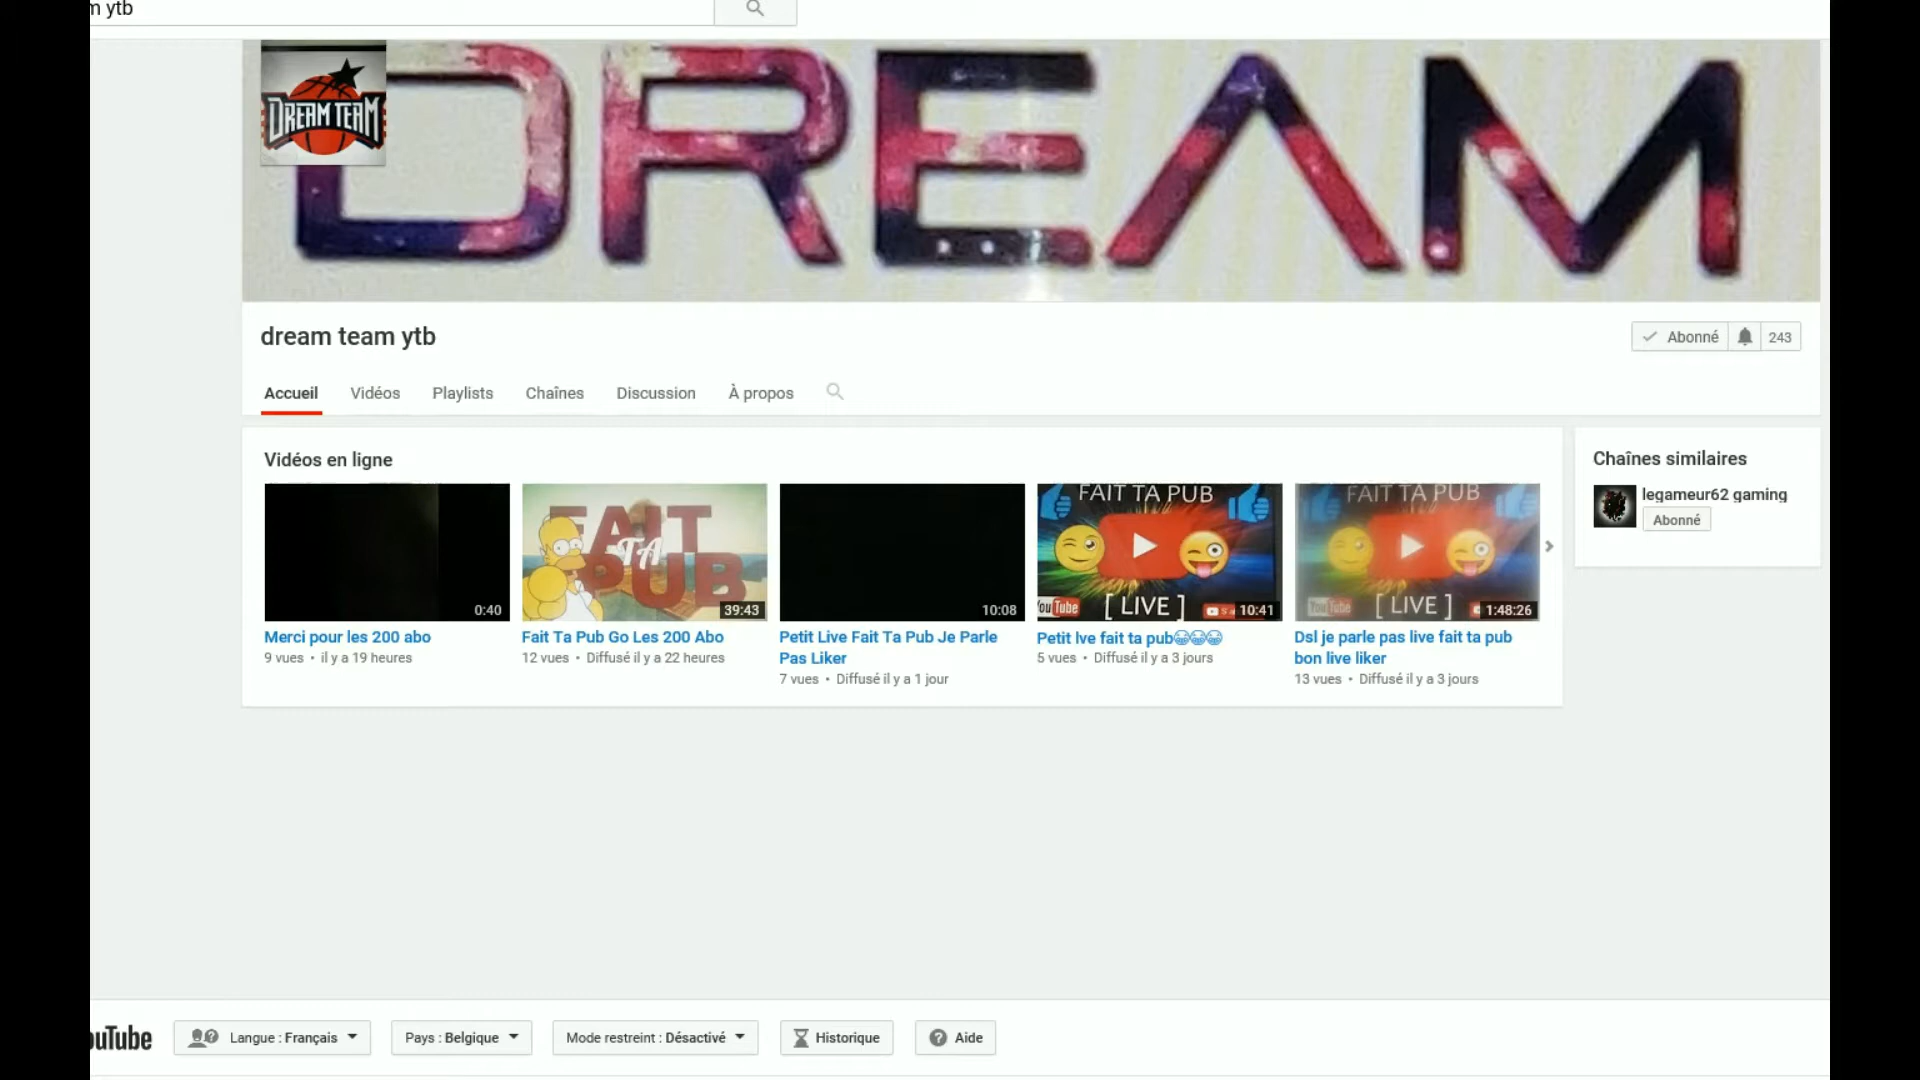 m ytb
DREAM
DREAM TEAM
dream team ytb
Abonné
243
Accueil
Vidéos
Playlists
Chaînes
Discussion
À propos
Vidéos en ligne
0:40
Merci pour les 200 abo
9 vues • il y a 19 heures
FAIT
TA
PUB
39:43
Fait Ta Pub Go Les 200 Abo
12 vues • Diffusé il y a 22 heures
10:08
Petit Live Fait Ta Pub Je Parle
Pas Liker
7 vues • Diffusé il y a 1 jour
FAIT TA PUB
YouTube
[ LIVE ]
10:41
Petit lve fait ta pub😂😂😂
5 vues • Diffusé il y a 3 jours
FAIT TA PUB
YouTube
[ LIVE ]
1:48:26
Dsl je parle pas live fait ta pub
bon live liker
13 vues • Diffusé il y a 3 jours
Chaînes similaires
legameur62 gaming
Abonné
ouTube
Langue : Français
Pays : Belgique
Mode restreint : Désactivé
Historique
Aide